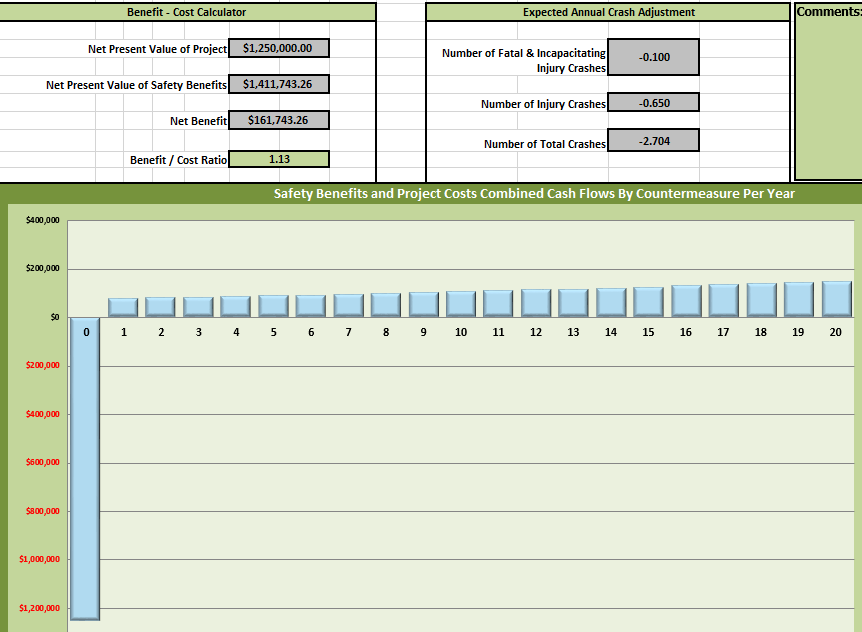 Benefit - Cost Calculator
Net Present Value of Project $1,250,000.00
Net Present Value of Safety Benefits $1,411,743.26
Net Benefit $161,743.26
Benefit / Cost Ratio 1.13
Expected Annual Crash Adjustment
Number of Fatal & Incapacitating
Injury Crashes -0.100
Number of Injury Crashes -0.650
Number of Total Crashes -2.704
Comments:
Safety Benefits and Project Costs Combined Cash Flows By Countermeasure Per Year
$400,000
$200,000
$0
0 1 2 3 4 5 6 7 8 9 10 11 12 13 14 15 16 17 18 19 20
$200,000
$400,000
$600,000
$800,000
$1,000,000
$1,200,000